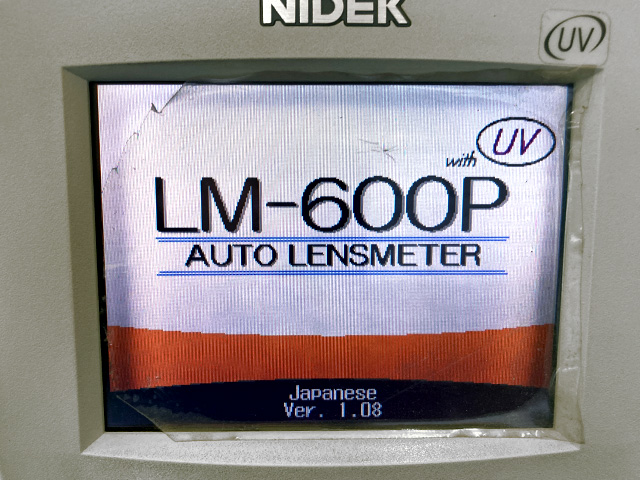 NIDEK
UV
with UV
LM-600P
AUTO LENSMETER
Japanese
Ver. 1.08